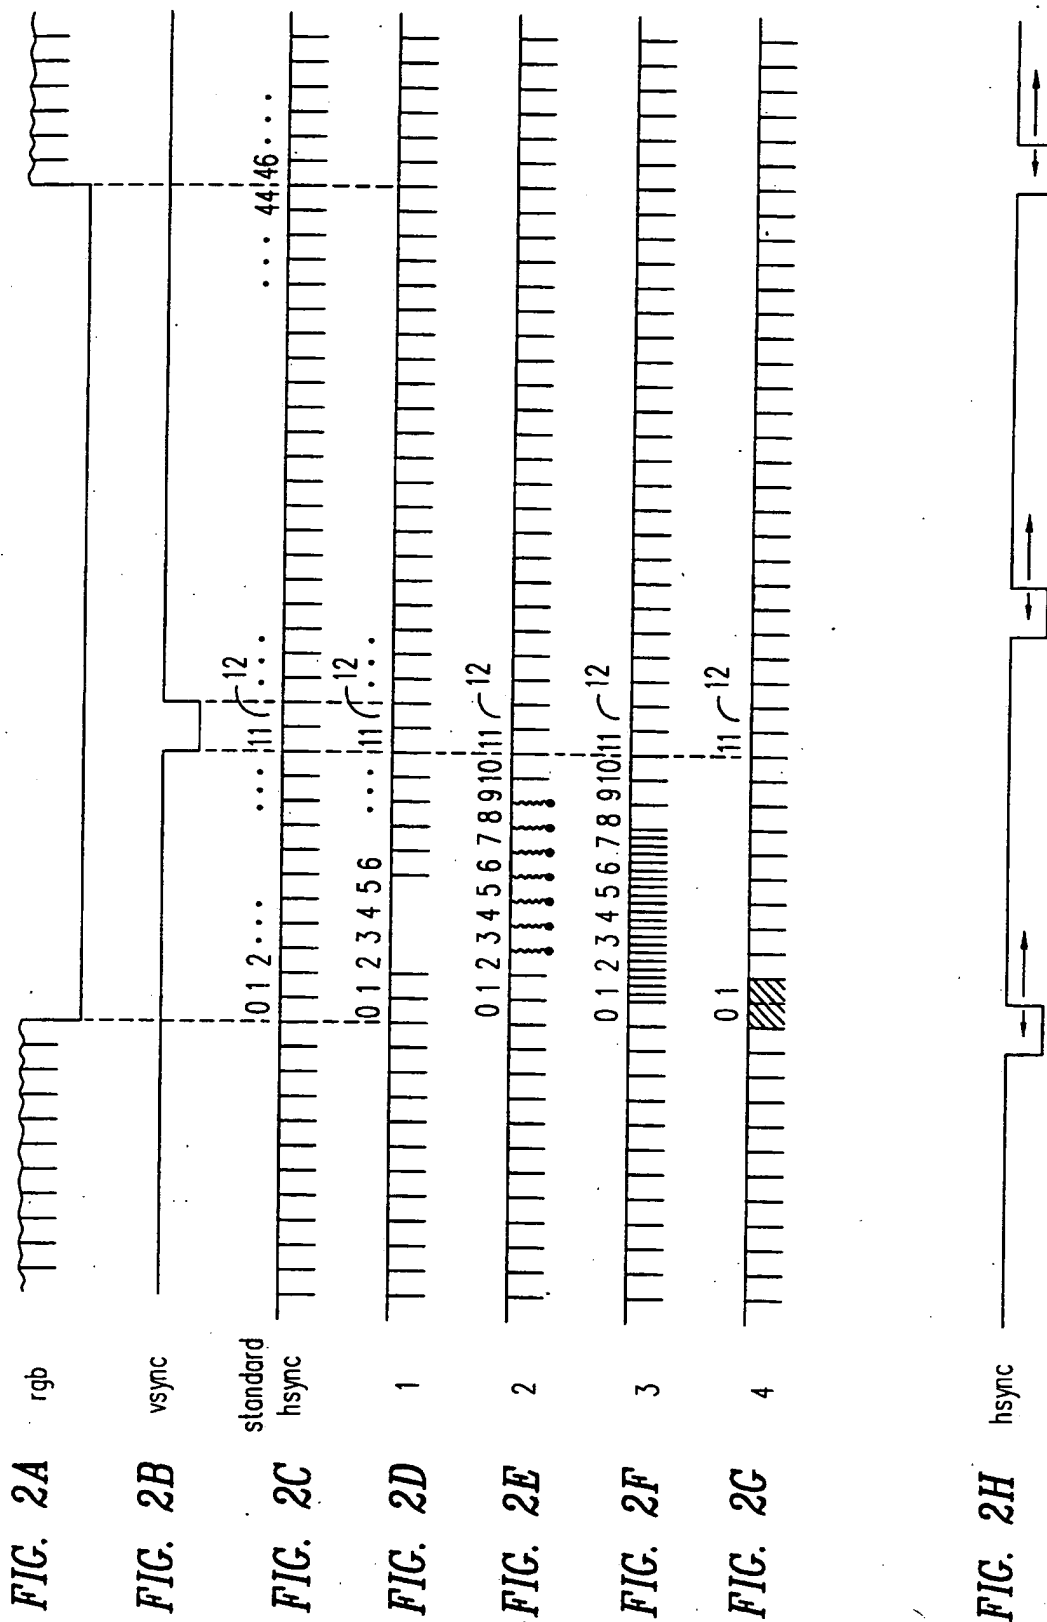 FIG. 2A rgb
FIG. 2B vsync
FIG. 2C standard hsync 0 1 2 . . . . . . 11 12 . . . . . . 44 46 . . .
FIG. 2D 1 0 1 2 3 4 5 6 . . . 11 12 . . .
FIG. 2E 2 0 1 2 3 4 5 6 7 8 9 10 11 12
FIG. 2F 3 0 1 2 3 4 5 6 7 8 9 10 11 12
FIG. 2G 4 0 1 11 12
FIG. 2H hsync